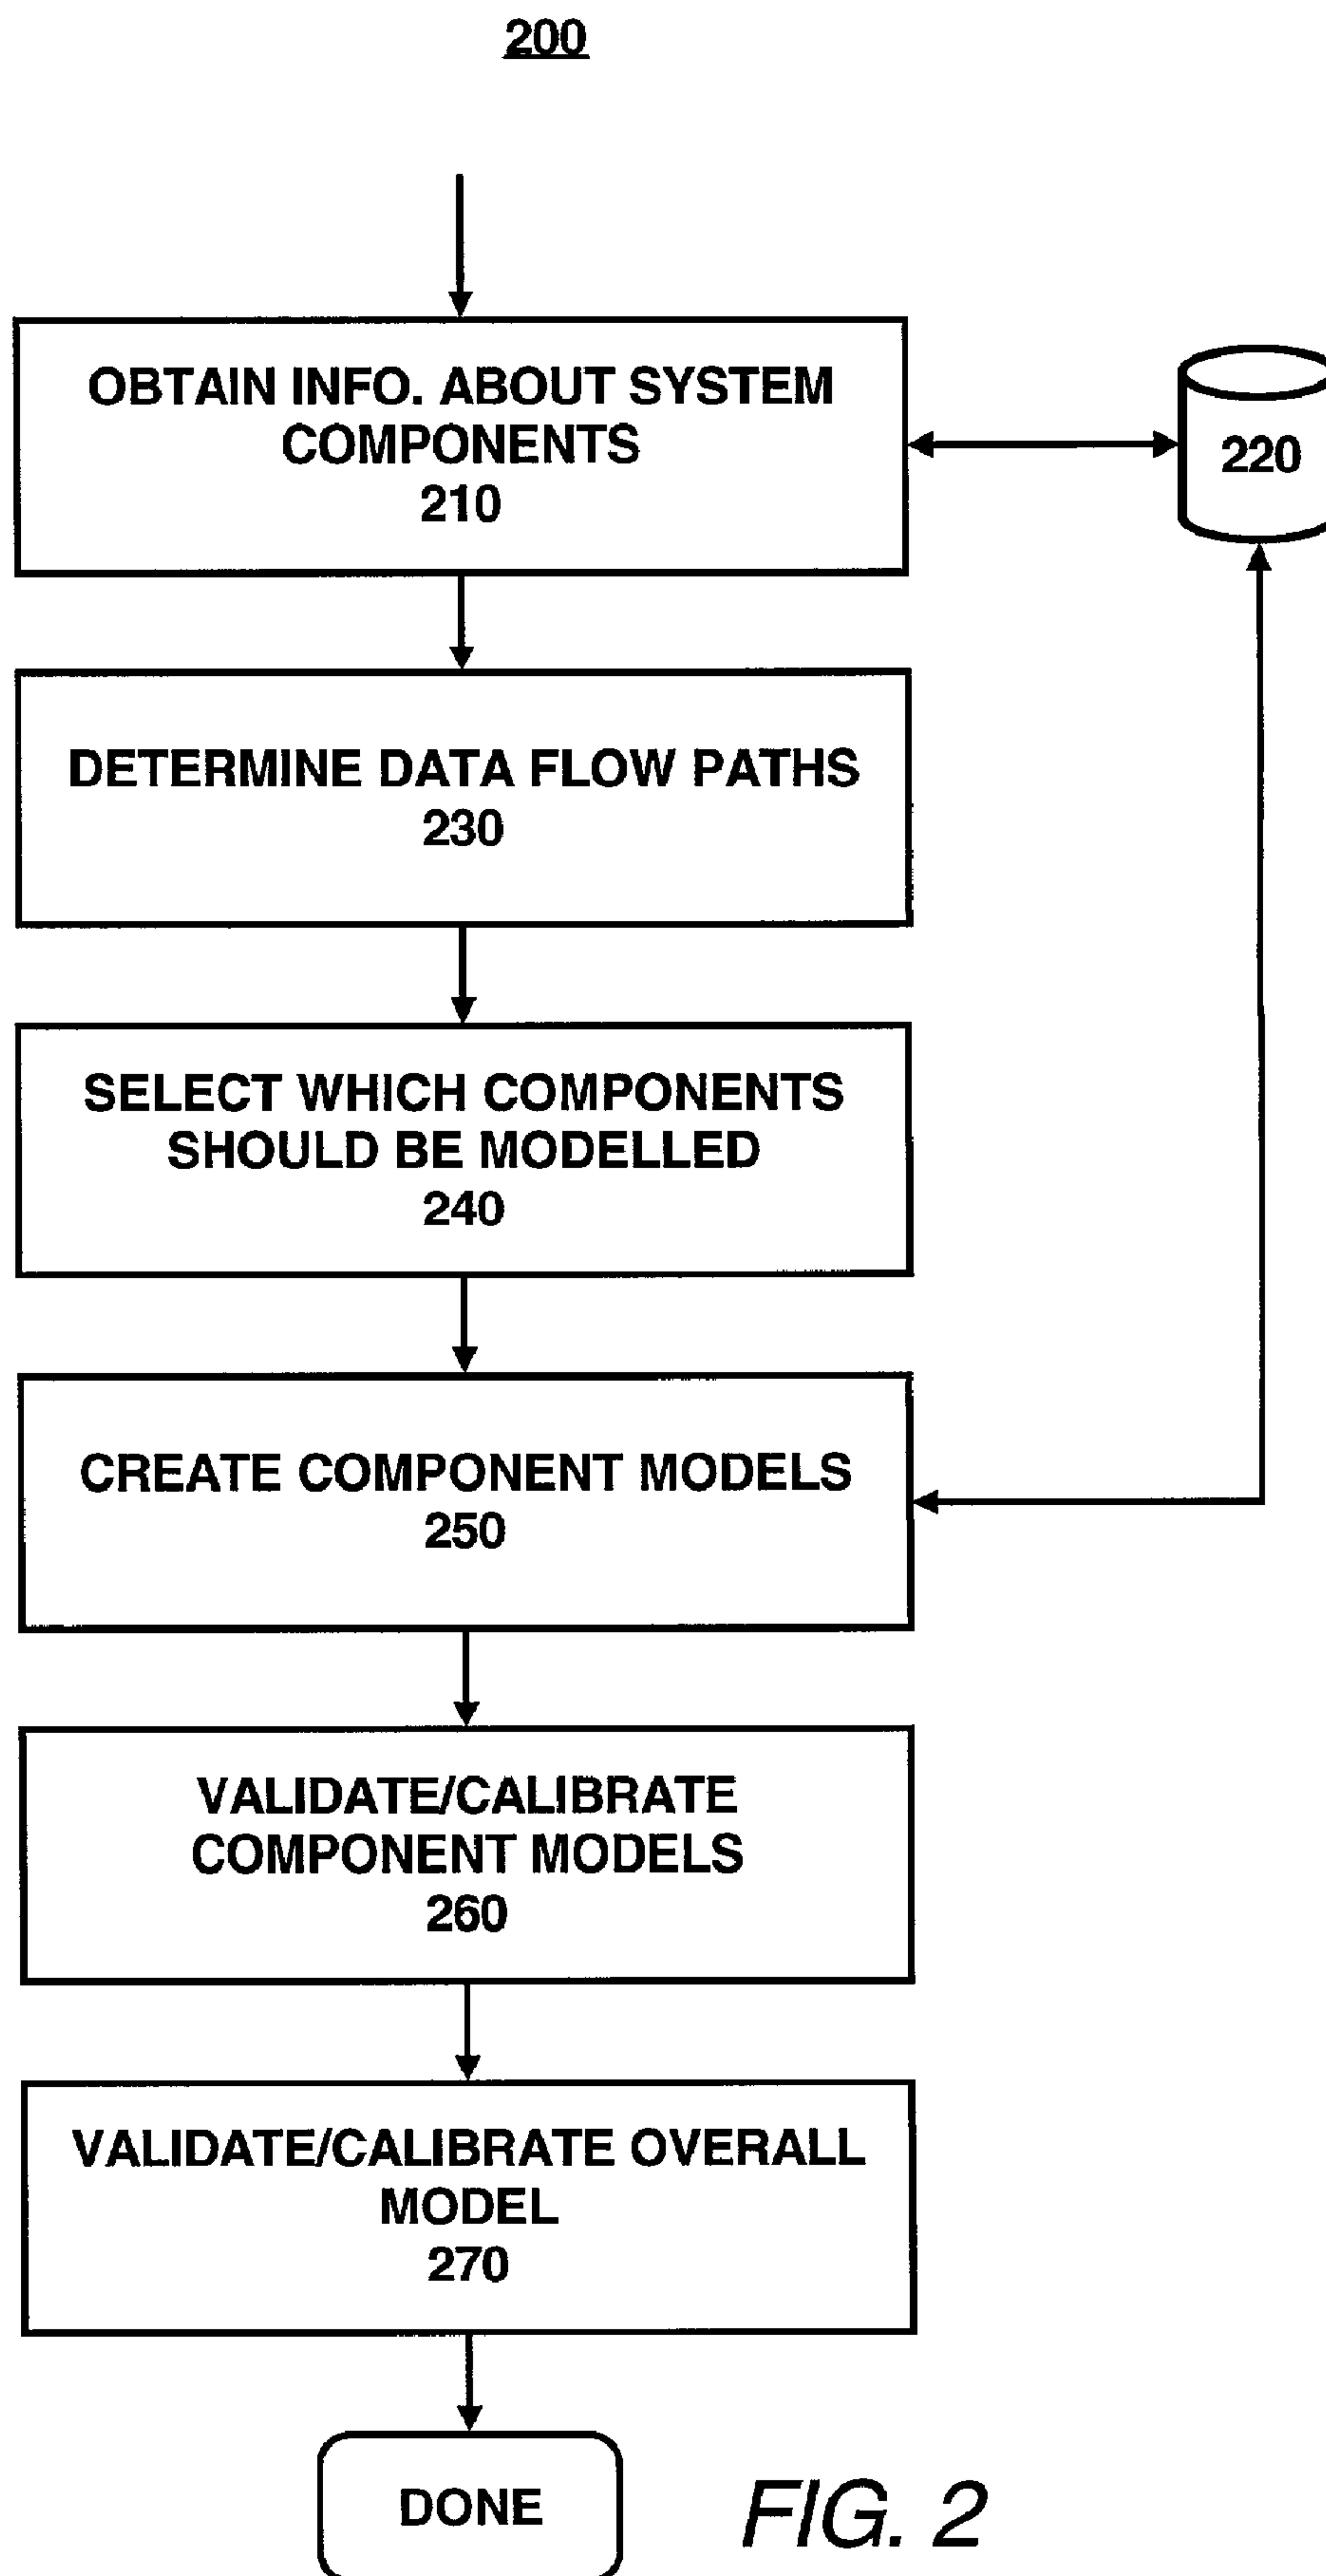 200
OBTAIN INFO. ABOUT SYSTEM
COMPONENTS
210
220
DETERMINE DATA FLOW PATHS
230
SELECT WHICH COMPONENTS
SHOULD BE MODELLED
240
CREATE COMPONENT MODELS
250
VALIDATE/CALIBRATE
COMPONENT MODELS
260
VALIDATE/CALIBRATE OVERALL
MODEL
270
DONE
FIG. 2